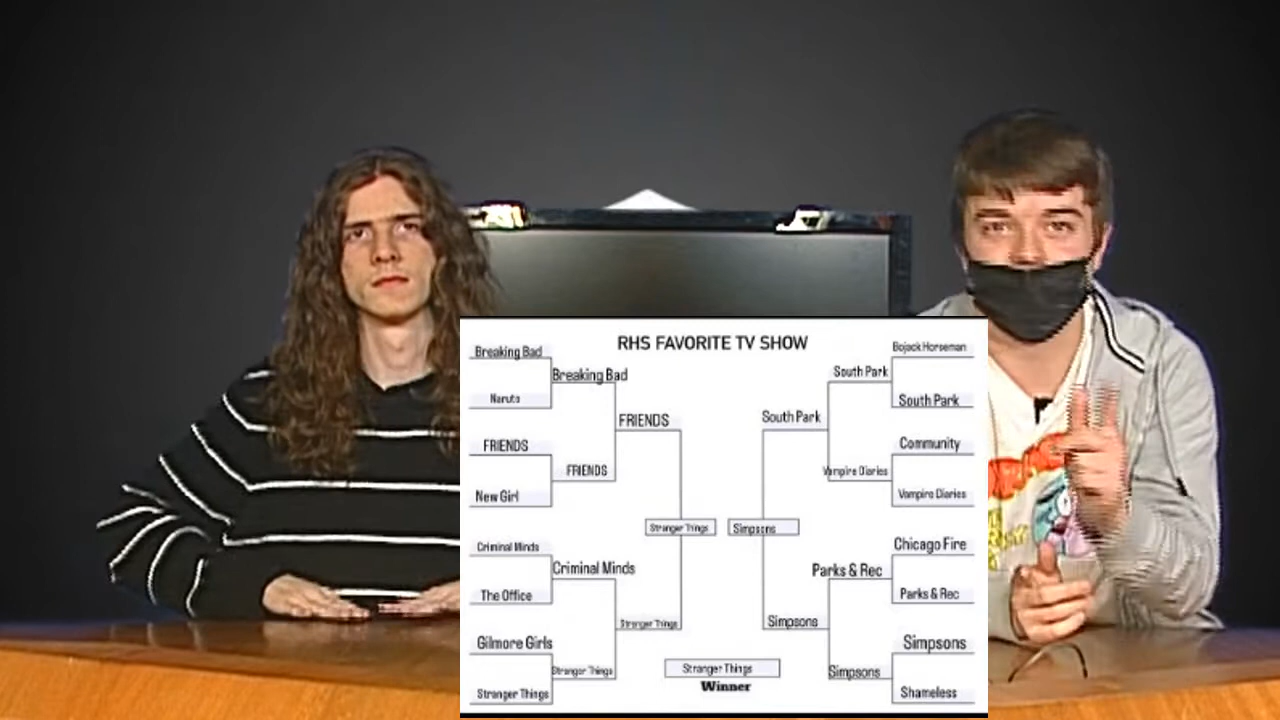 RHS FAVORITE TV SHOW
Breaking Bad
Naruto
FRIENDS
New Girl
Criminal Minds
The Office
Gilmore Girls
Stranger Things
Breaking Bad
FRIENDS
Criminal Minds
Stranger Things
FRIENDS
Stranger Things
Stranger Things
Simpsons
South Park
Simpsons
South Park
Vampire Diaries
Parks & Rec
Simpsons
Bojack Horseman
South Park
Community
Vampire Diaries
Chicago Fire
Parks & Rec
Simpsons
Shameless
Stranger Things
Winner